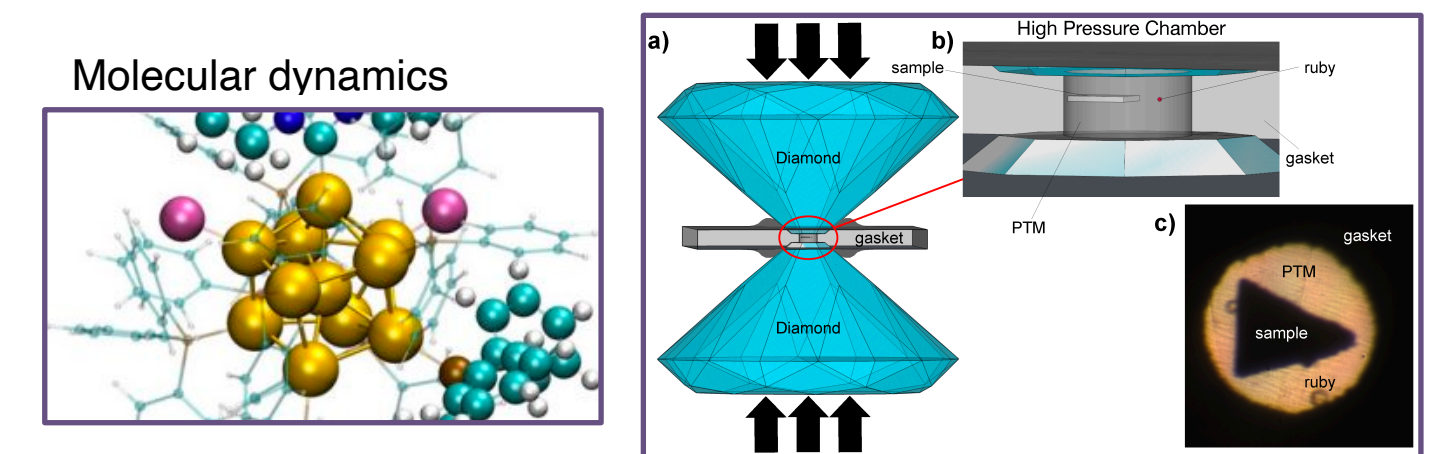 Molecular dynamics
a)
Diamond
gasket
Diamond
b)
High Pressure Chamber
sample
ruby
gasket
PTM
c)
gasket
PTM
sample
ruby